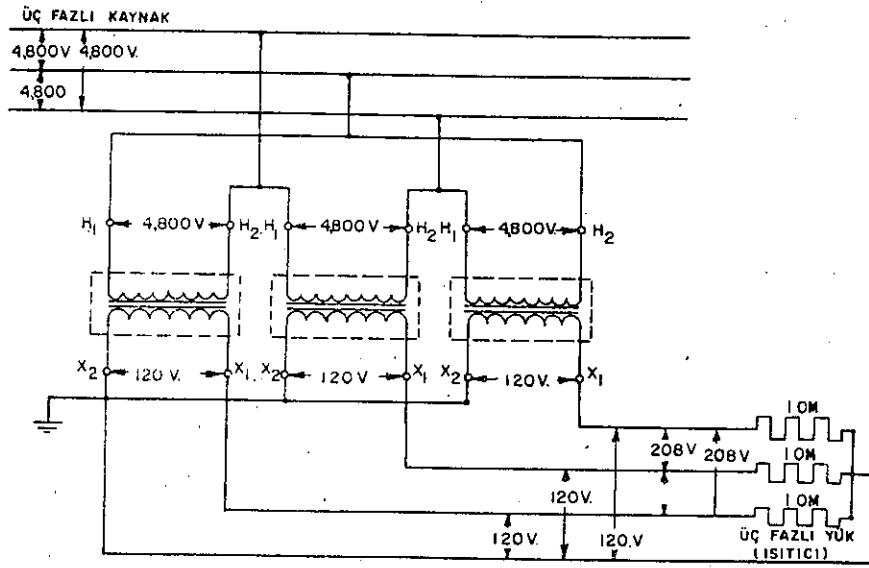 ÜÇ FAZLI KAYNAK
4,800V 4,800V.
4,800
H₁ 4,800V H₂ H₁ 4,800V H₂ H₁ 4,800V. H₂
X₂ 120V. X₁ X₂ 120V X₁ X₂ 120V. X₁
1 OM
208V 208V
1 OM
120V.
1 OM
120V. 120.V
ÜÇ FAZLI YÜK
(ISITICI)